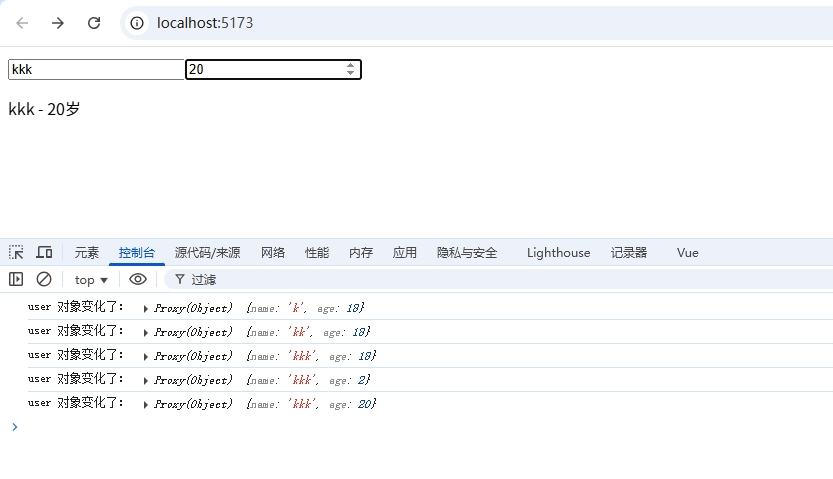 localhost:5173
kkk 20
kkk - 20岁
元素 控制台 源代码/来源 网络 性能 内存 应用 隐私与安全 Lighthouse 记录器 Vue
top 过滤
user 对象变化了： Proxy(Object) {name: 'k', age: 18}
user 对象变化了： Proxy(Object) {name: 'kk', age: 18}
user 对象变化了： Proxy(Object) {name: 'kkk', age: 18}
user 对象变化了： Proxy(Object) {name: 'kkk', age: 2}
user 对象变化了： Proxy(Object) {name: 'kkk', age: 20}